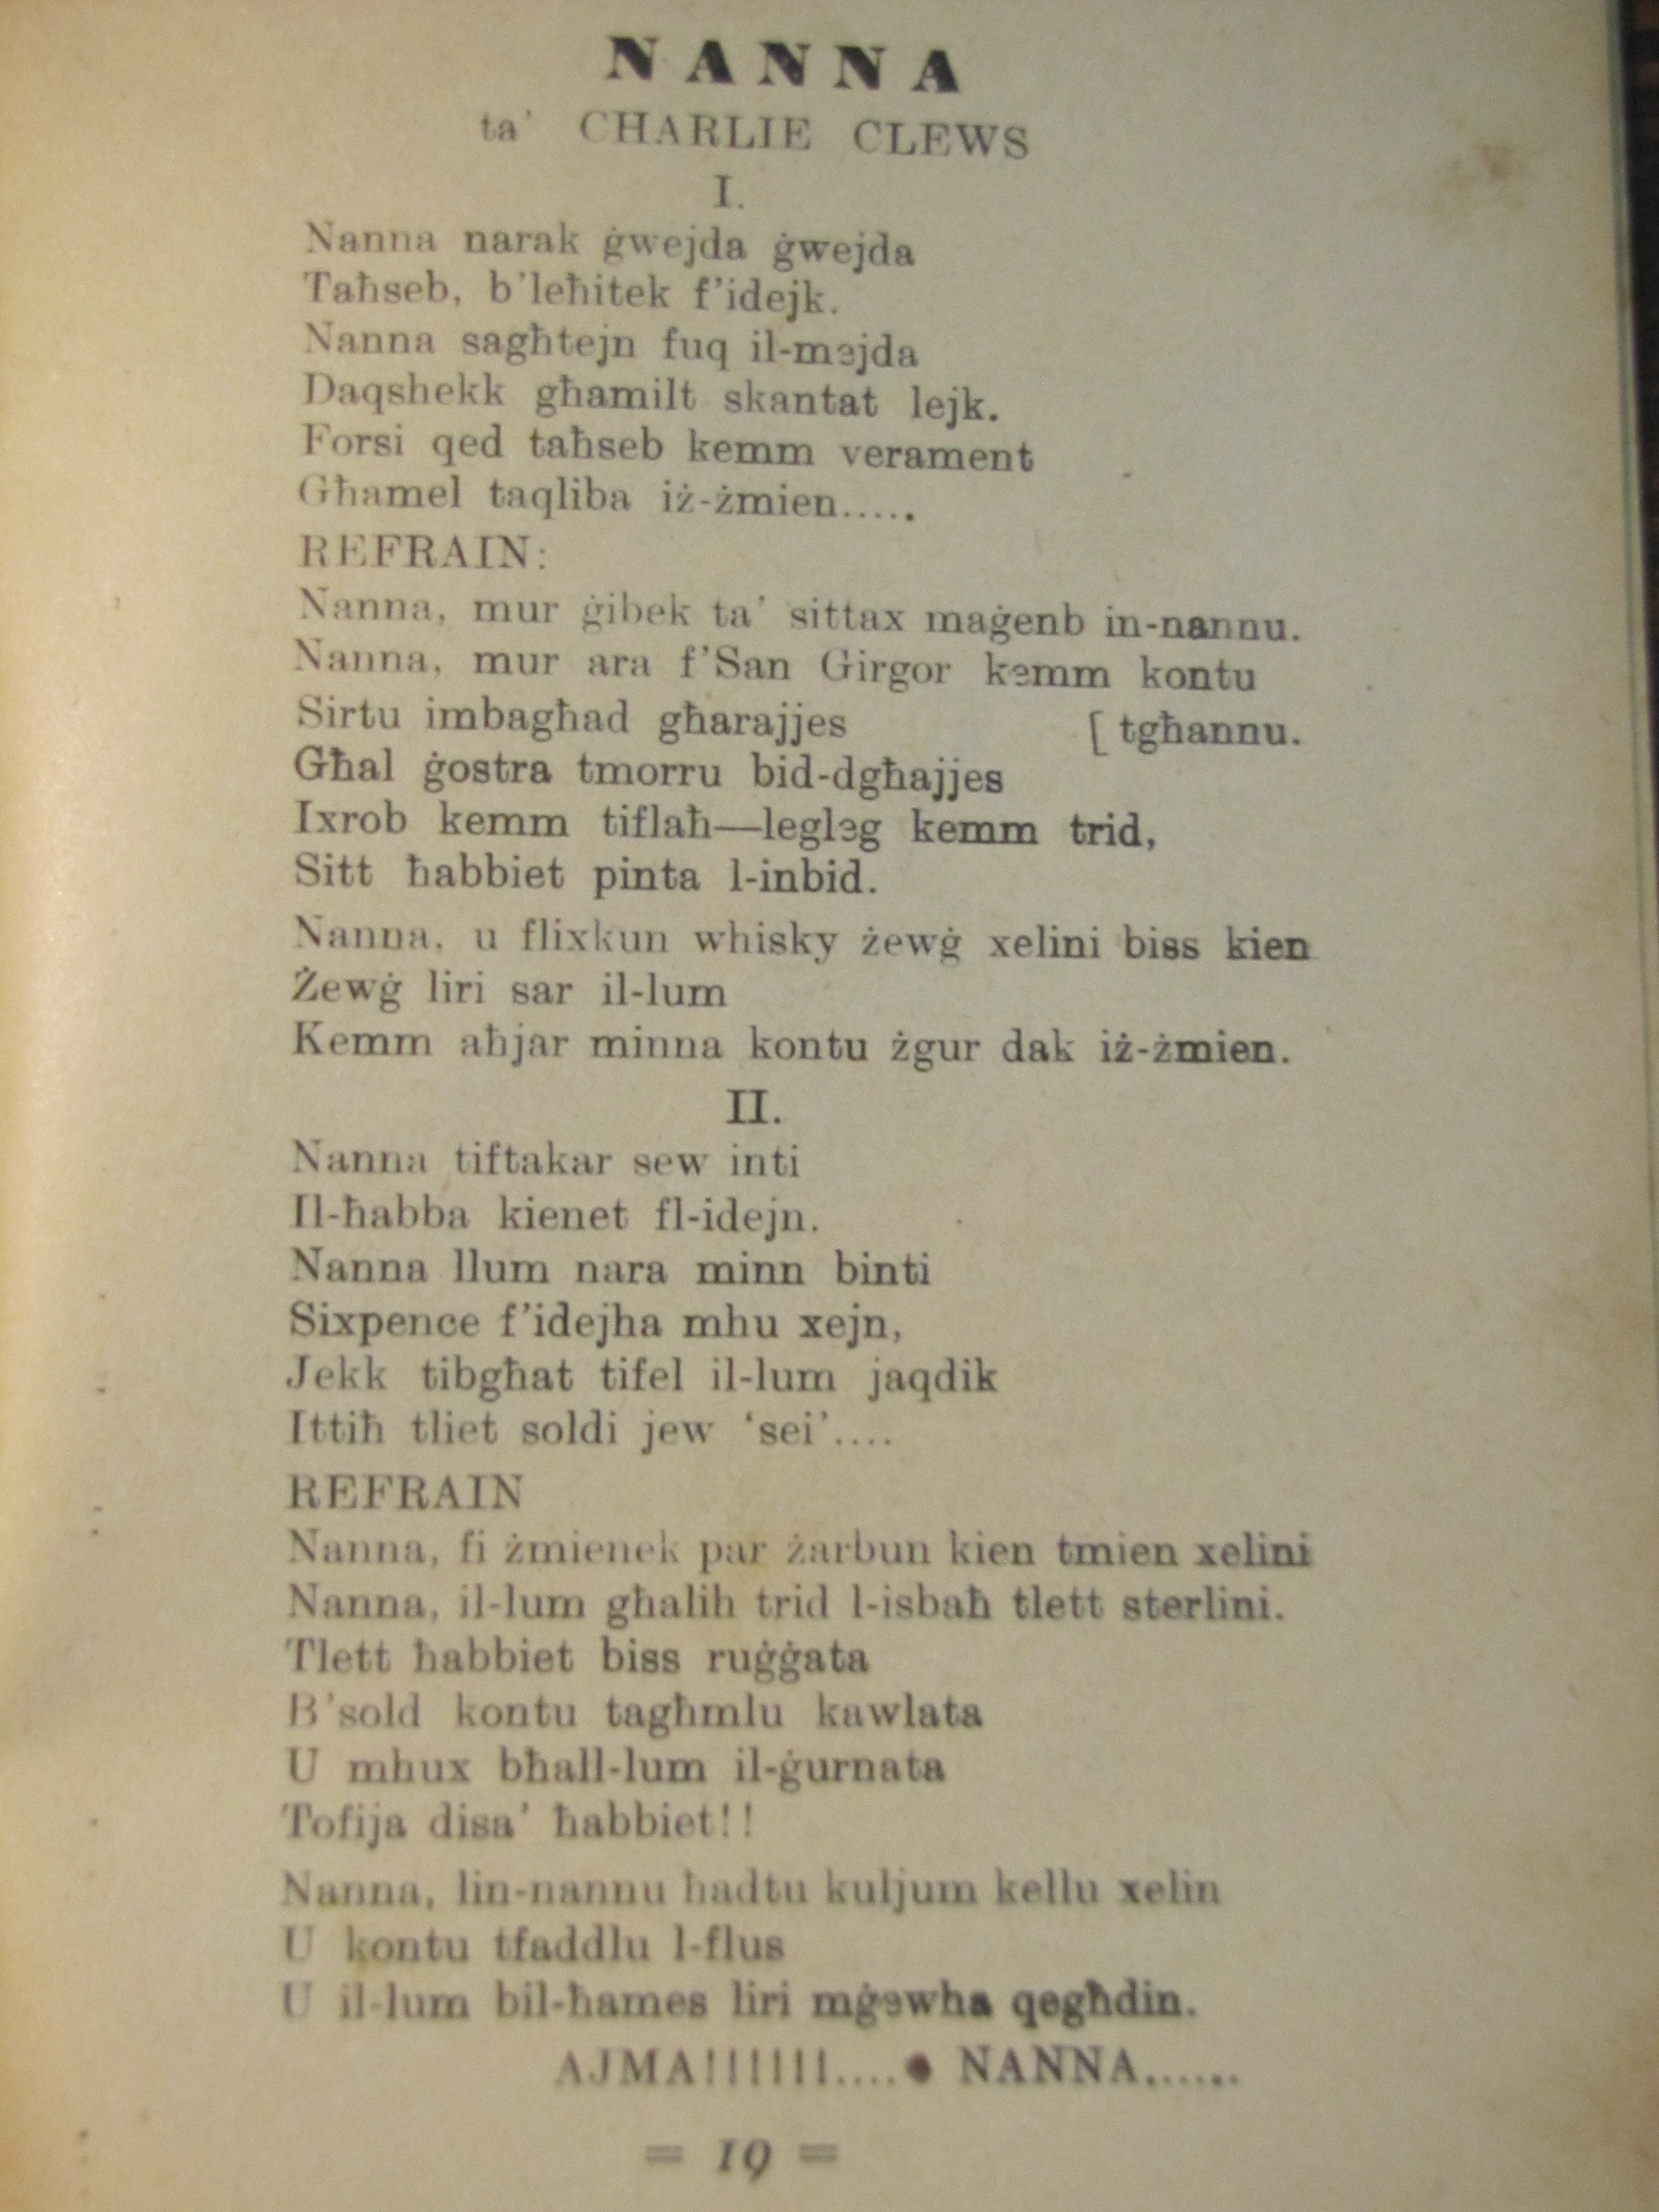 NANNA
ta' CHARLIE CLEWS
I.
Nanna narak ġwejda ġwejda
Taħseb, b'leħitek f'idejk.
Nanna sagħtejn fuq il-mejda
Daqshekk għamilt skantat lejk.
Forsi qed taħseb kemm verament
Għamel taqliba iż-żmien.....
REFRAIN:
Nanna, mur ġibek ta' sittax maġenb in-nannu.
Nanna, mur ara f'San Girgor kemm kontu
Sirtu imbagħad għarajjes [ tgħannu.
Għal ġostra tmorru bid-dgħajjes
Ixrob kemm tiflaħ—legleg kemm trid,
Sitt ħabbiet pinta l-inbid.
Nanna, u flixkun whisky żewġ xelini biss kien
Żewġ liri sar il-lum
Kemm aħjar minna kontu żgur dak iż-żmien.
II.
Nanna tiftakar sew inti
Il-ħabba kienet fl-idejn.
Nanna llum nara minn binti
Sixpence f'idejha mhu xejn,
Jekk tibgħat tifel il-lum jaqdik
Ittiħ tliet soldi jew 'sei'....
REFRAIN
Nanna, fi żmienek par żarbun kien tmien xelini
Nanna, il-lum għalih trid l-isbaħ tlett sterlini.
Tlett ħabbiet biss ruġġata
B'sold kontu tagħmlu kawlata
U mhux bħall-lum il-ġurnata
Tofija disa' ħabbiet!!
Nanna, lin-nannu ħadtu kuljum kellu xelin
U kontu tfaddlu l-flus
U il-lum bil-ħames liri mġewħa qegħdin.
AJMA!!!!!!!....• NANNA......
= 19 =